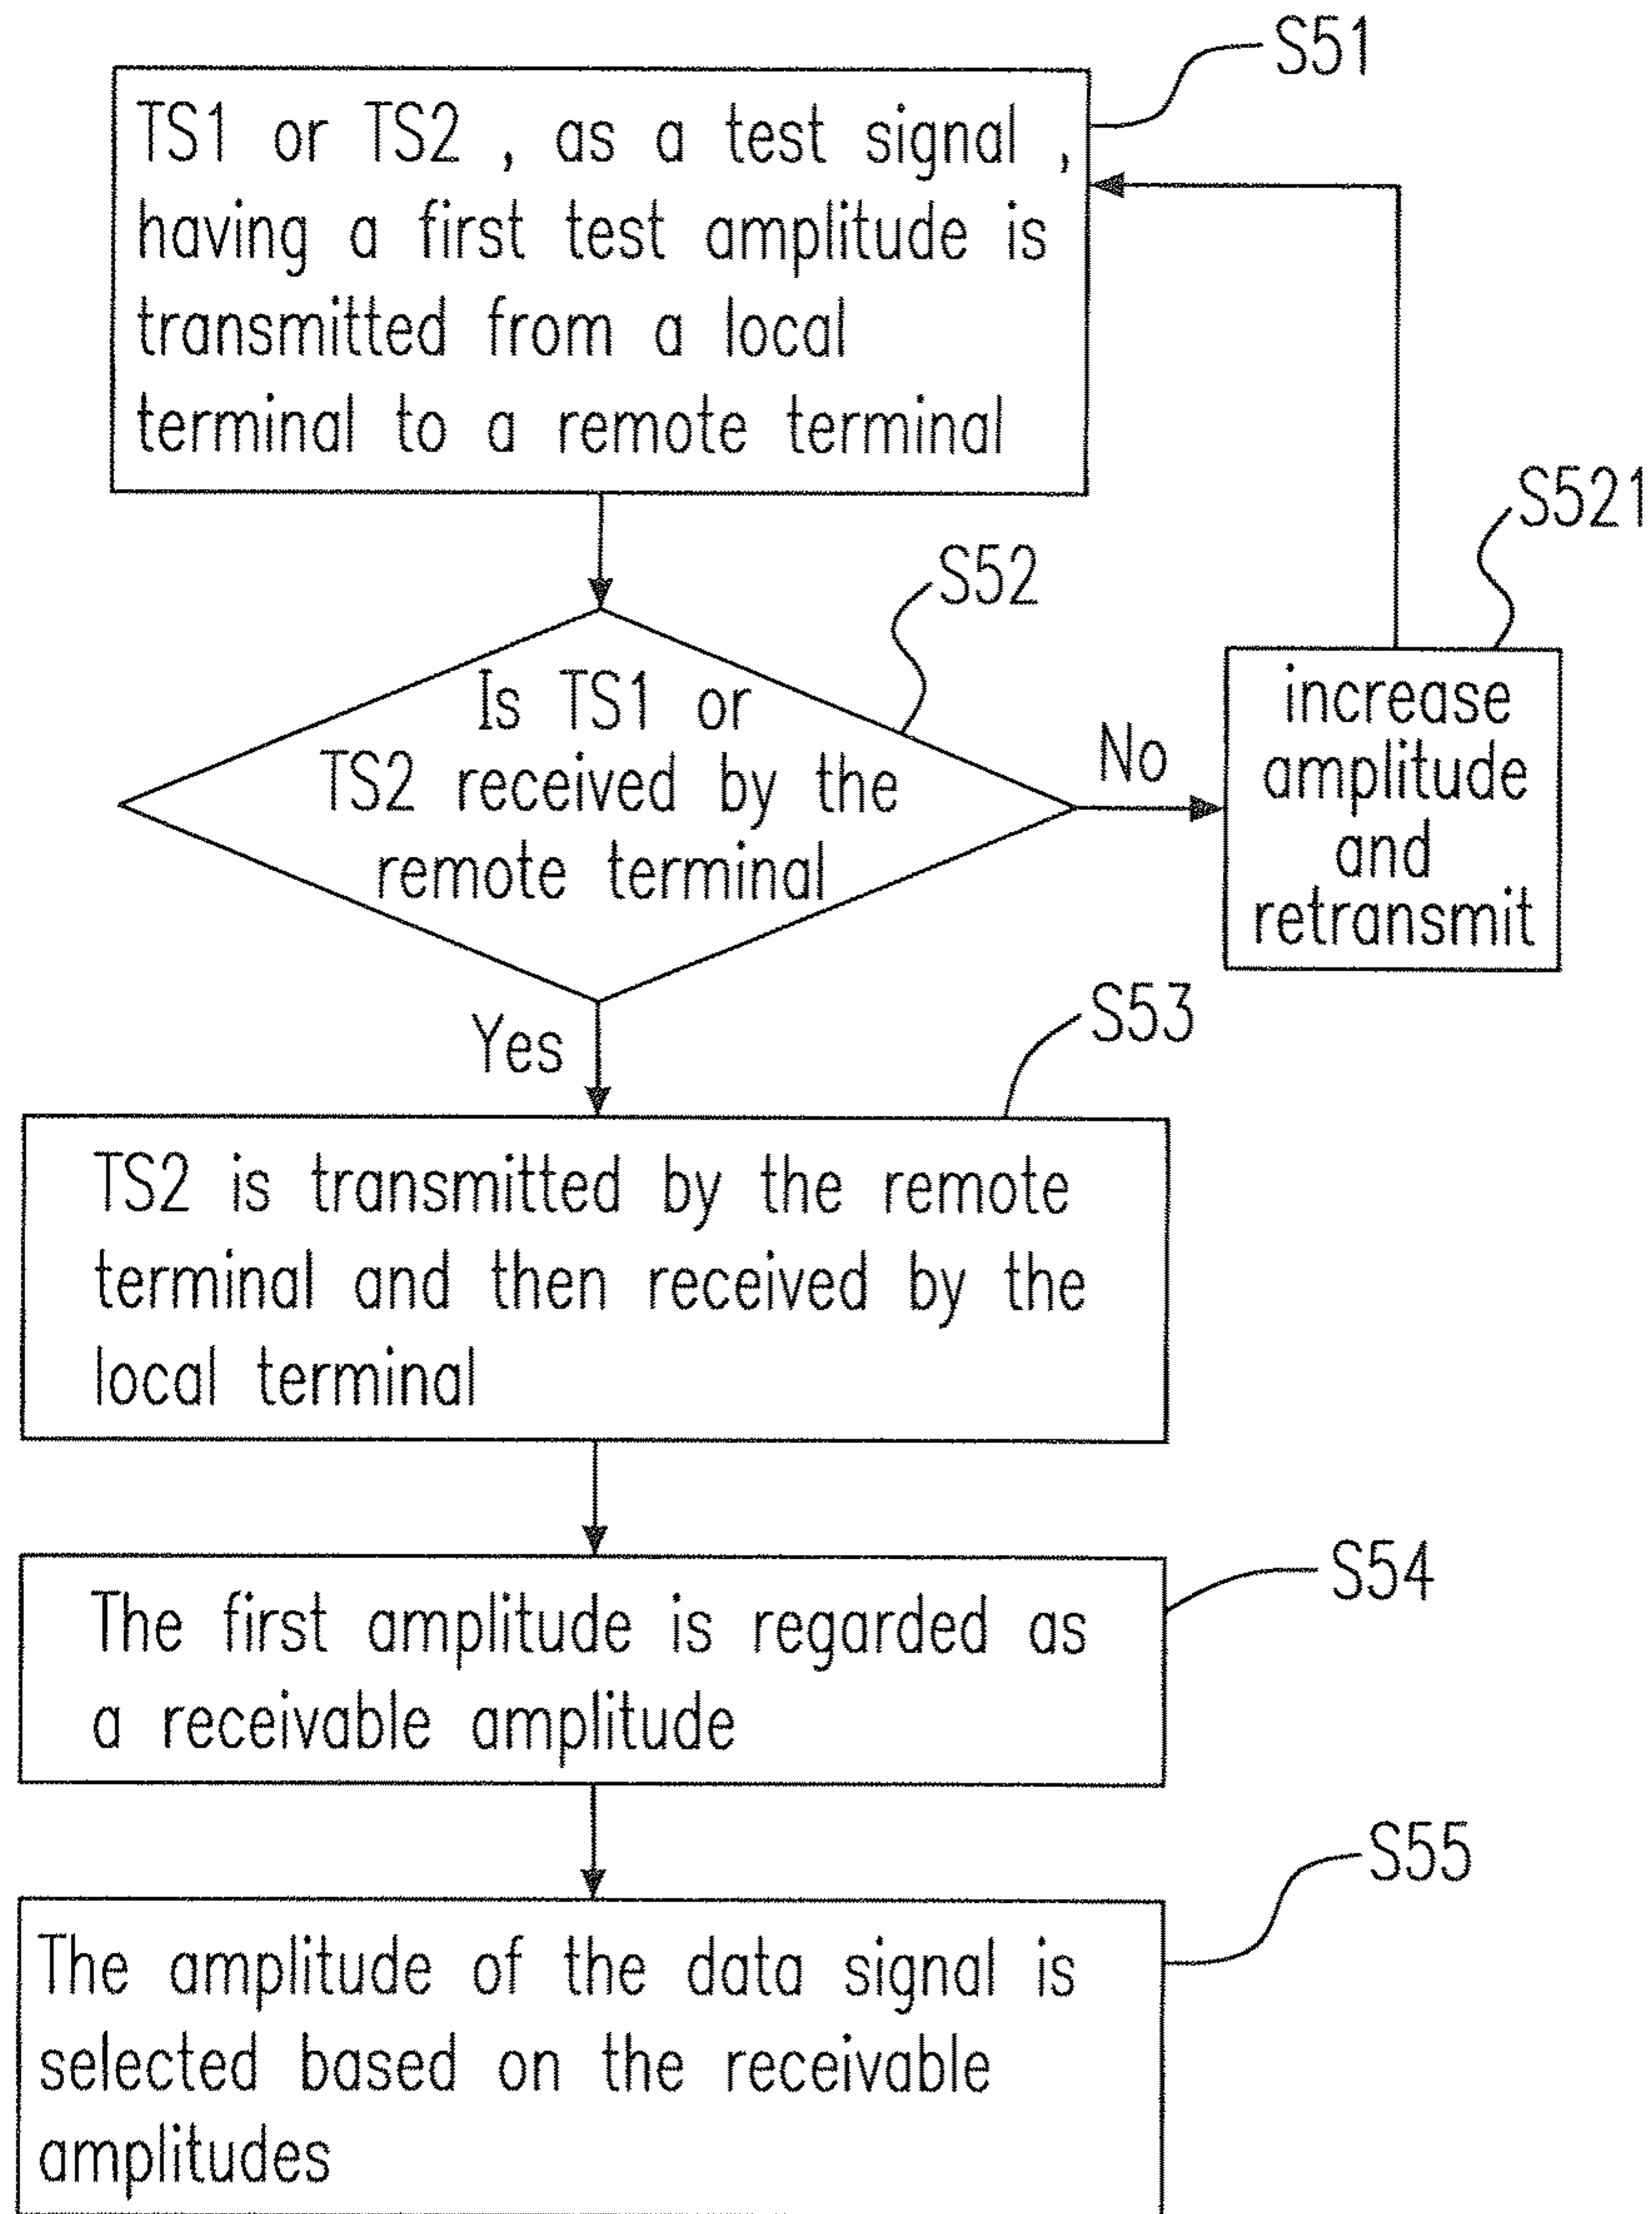 S51
TS1 or TS2 , as a test signal ,
having a first test amplitude is
transmitted from a local
terminal to a remote terminal
S52
Is TS1 or
TS2 received by the
remote terminal
No
S521
increase
amplitude
and
retransmit
Yes
S53
TS2 is transmitted by the remote
terminal and then received by the
local terminal
S54
The first amplitude is regarded as
a receivable amplitude
S55
The amplitude of the data signal is
selected based on the receivable
amplitudes